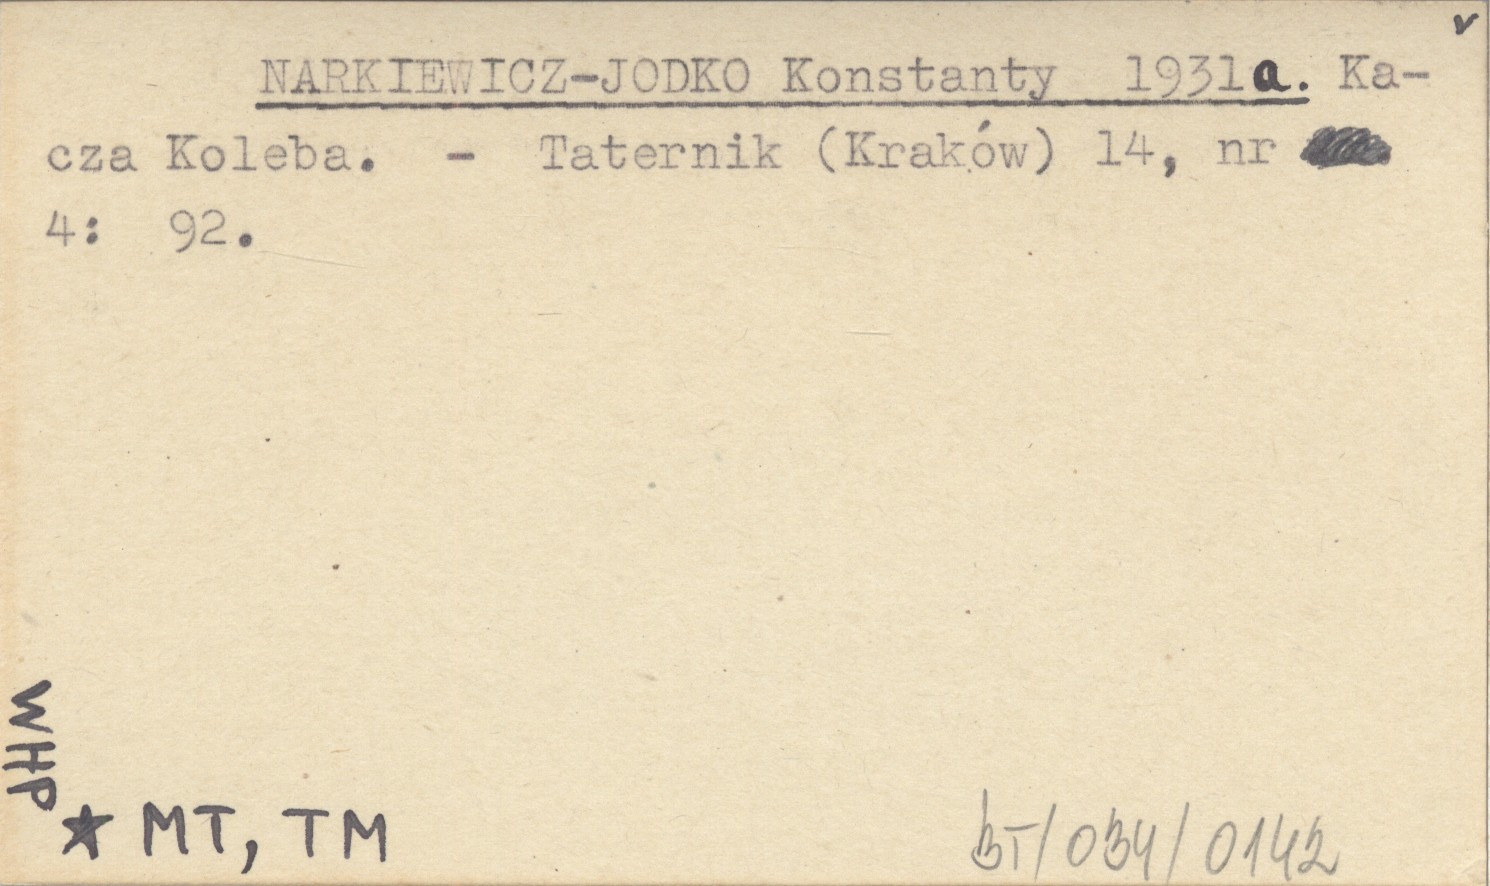 v
NARKIEWICZ-JODKO Konstanty 1931a. Ka-
cza Koleba. - Taternik (Kraków) 14, nr
4: 92.
WHP
★ MT, TM
BT/034/0142